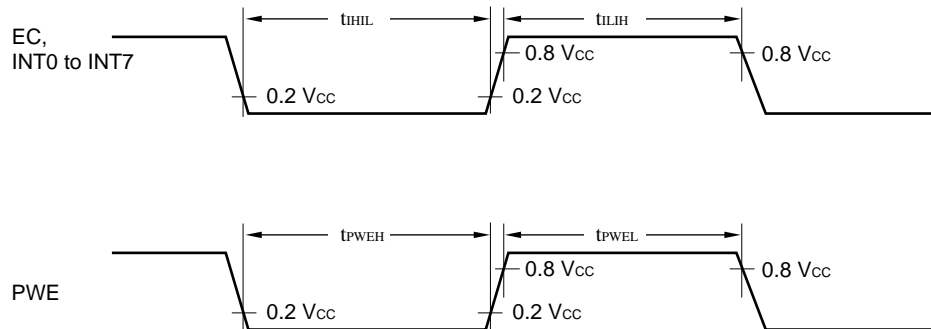 tIHIL
tILIH
EC,
INT0 to INT7
0.8 VCC
0.8 VCC
0.2 VCC
0.2 VCC
tPWEH
tPWEL
0.8 VCC
0.8 VCC
PWE
0.2 VCC
0.2 VCC